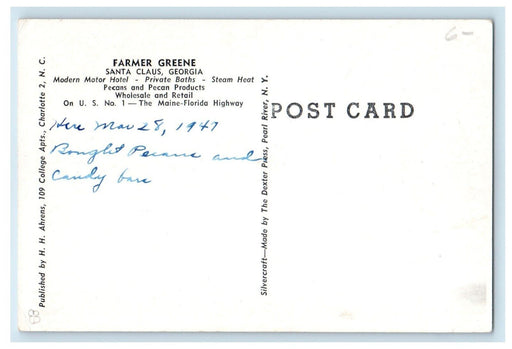 6-
FARMER GREENE
SANTA CLAUS, GEORGIA
Modern Motor Hotel - Private Baths - Steam Heat
Pecans and Pecan Products
Wholesale and Retail
On U. S. No. 1 — The Maine-Florida Highway
Here Mar 28, 1947
Bought Pecans and
Candy bars
POST CARD
Published by H. H. Ahrens, 109 College Apts., Charlotte 2, N. C.
Silvercraft—Made by The Dexter Press, Pearl River, N. Y.